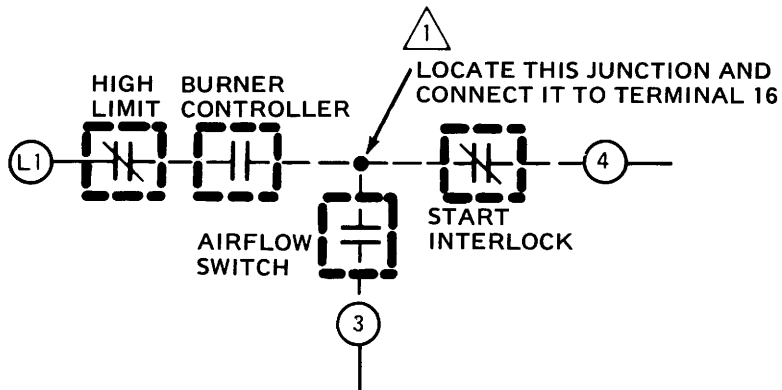 1
LOCATE THIS JUNCTION AND
CONNECT IT TO TERMINAL 16
HIGH
LIMIT
BURNER
CONTROLLER
L1
4
START
INTERLOCK
AIRFLOW
SWITCH
3